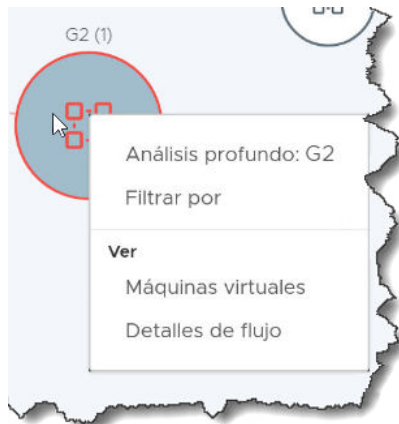 G2 (1)
Análisis profundo: G2
Filtrar por
Ver
Máquinas virtuales
Detalles de flujo